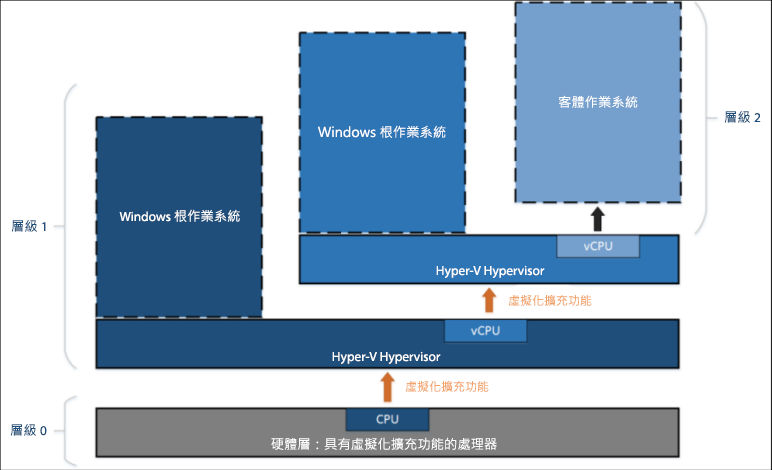 客體作業系統
層級 2
Windows 根作業系統
Windows 根作業系統
層級 1
vCPU
Hyper-V Hypervisor
虛擬化擴充功能
vCPU
Hyper-V Hypervisor
虛擬化擴充功能
層級 0
CPU
硬體層：具有虛擬化擴充功能的處理器